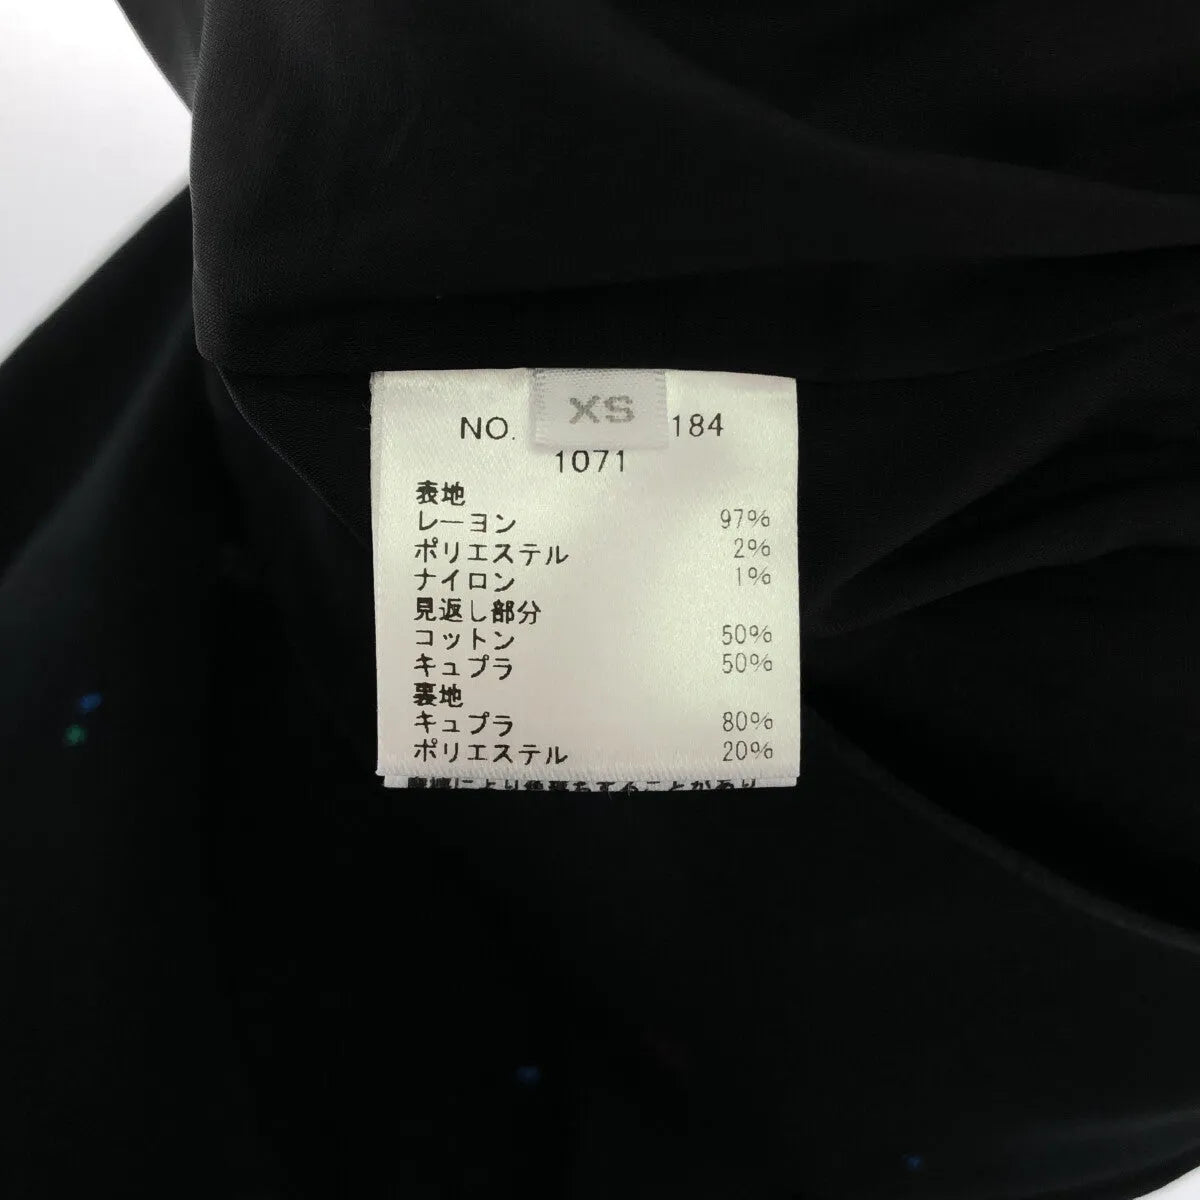 XS
NO. 184
1071
表地
レーヨン 97%
ポリエステル 2%
ナイロン 1%
見返し部分
コットン 50%
キュプラ 50%
裏地
キュプラ 80%
ポリエステル 20%